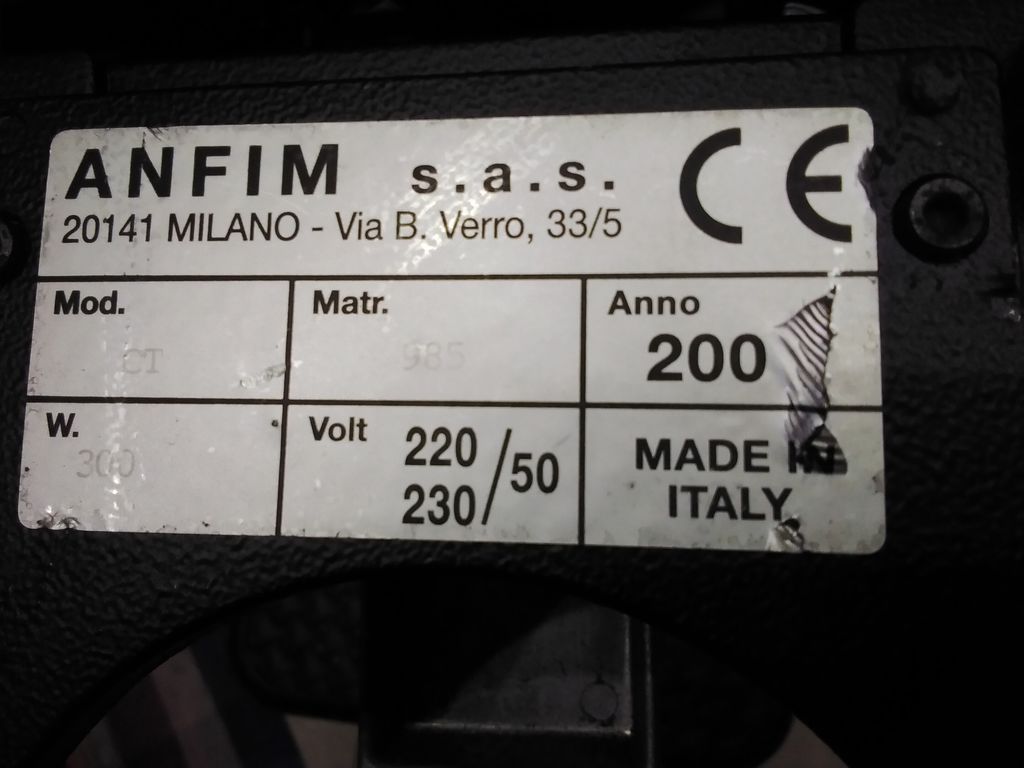 ANFIM s.a.s. CE
20141 MILANO - Via B. Verro, 33/5
Mod. Matr. Anno
CT 985 200
W. Volt
300 220/50
230
MADE IN
ITALY